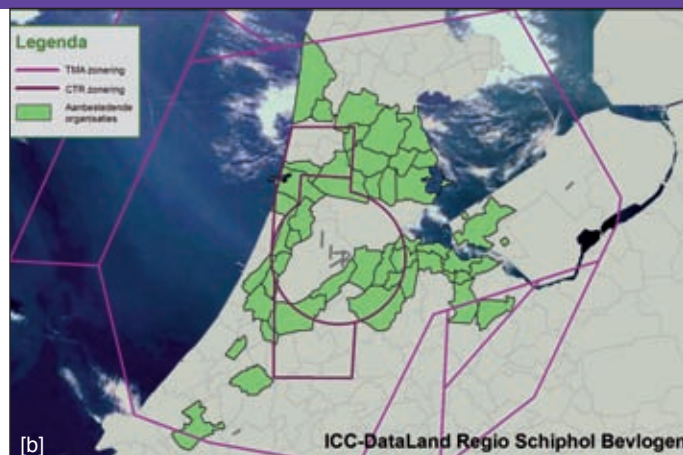 Legenda
TMA zonering
CTR zonering
Aanbestedende
organisaties
[b]
ICC-DataLand Regio Schiphol Bevlogen